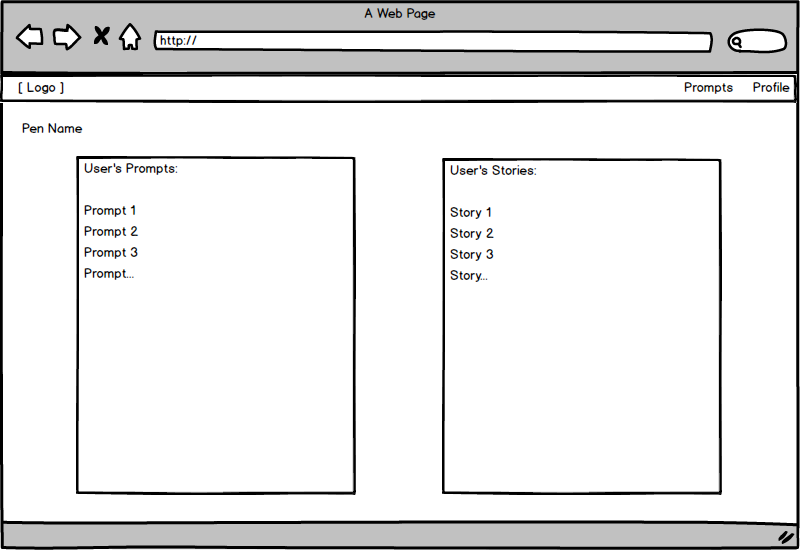 A Web Page
http://
[ Logo ] Prompts Profile
Pen Name
User's Prompts:
Prompt 1
Prompt 2
Prompt 3
Prompt...
User's Stories:
Story 1
Story 2
Story 3
Story...